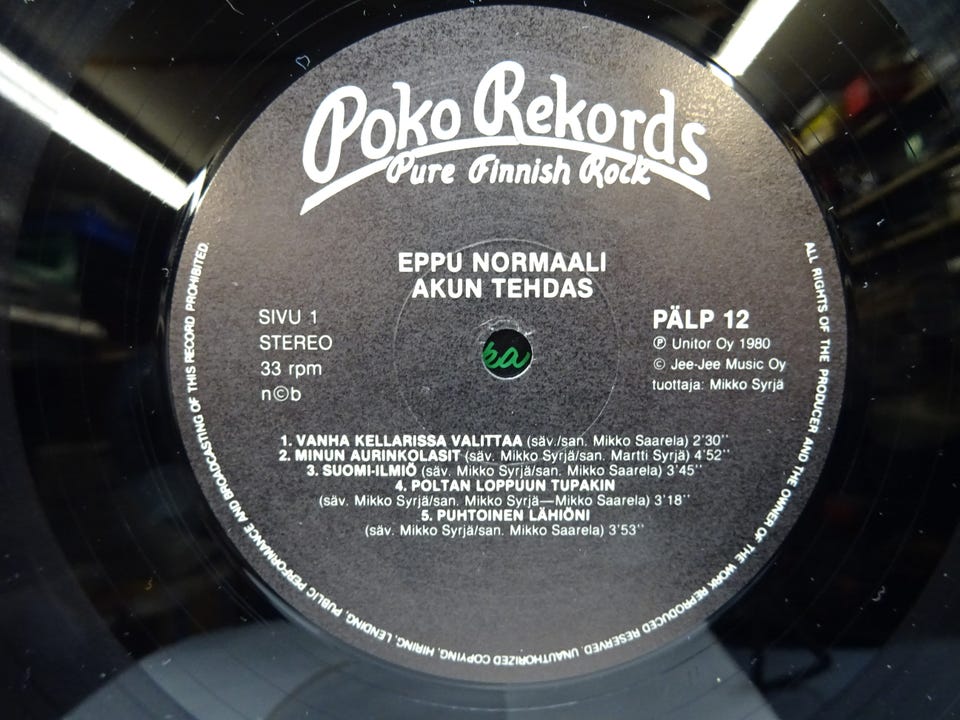 Poko Rekords
Pure Finnish Rock
EPPU NORMAALI
AKUN TEHDAS
SIVU 1
STEREO
33 rpm
n©b
PÄLP 12
℗ Unitor Oy 1980
© Jee-Jee Music Oy
tuottaja: Mikko Syrjä
ka
1. VANHA KELLARISSA VALITTAA (säv./san. Mikko Saarela) 2'30''
2. MINUN AURINKOLASIT (säv. Mikko Syrjä/san. Martti Syrjä) 4'52''
3. SUOMI-ILMIÖ (säv. Mikko Syrjä/san. Mikko Saarela) 3'45''
4. POLTAN LOPPUUN TUPAKIN
(säv. Mikko Syrjä/san. Mikko Syrjä—Mikko Saarela) 3'18''
5. PUHTOINEN LÄHIÖNI
(säv. Mikko Syrjä/san. Mikko Saarela) 3'53''
ALL RIGHTS OF THE PRODUCER AND THE OWNER OF THE WORK REPRODUCED RESERVED. UNAUTHORIZED COPYING, HIRING, LENDING, PUBLIC PERFORMANCE AND BROADCASTING OF THIS RECORD PROHIBITED.